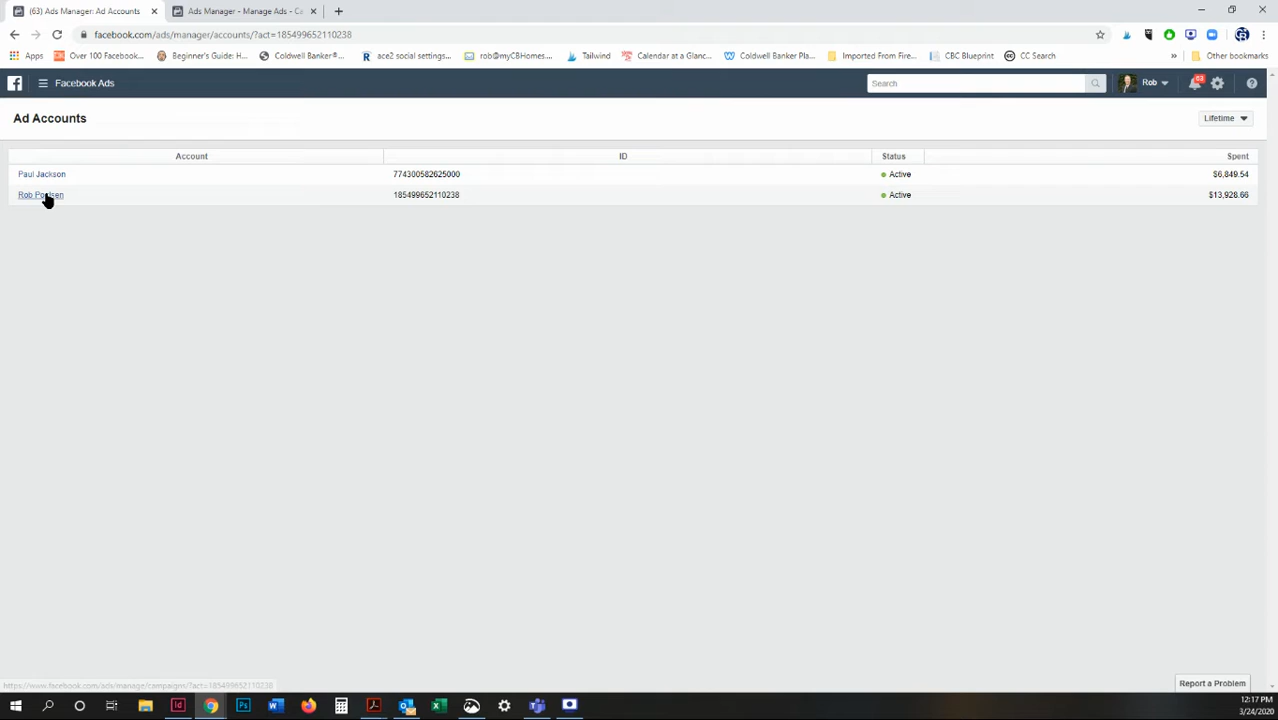 (63) Ads Manager: Ad Accounts
Ads Manager - Manage Ads - Ca
facebook.com/ads/manager/accounts/?act=185499652110238
Apps
Over 100 Facebook...
Beginner's Guide: H...
Coldwell Banker®...
ace2 social settings...
rob@myCBHomes...
Tailwind
Calendar at a Glanc...
Coldwell Banker Pla...
Imported From Fire...
CBC Blueprint
CC Search
»
Other bookmarks
Facebook Ads
Search
Rob
53
Ad Accounts
Lifetime
Account ID Status Spent
Paul Jackson 774300582625000 Active $6,849.54
185499652110238 Active $13,928.66
Rob
https://www.facebook.com/ads/manage/campaigns/?act=185499652110238
Report a Problem
12:17 PM
3/24/2020